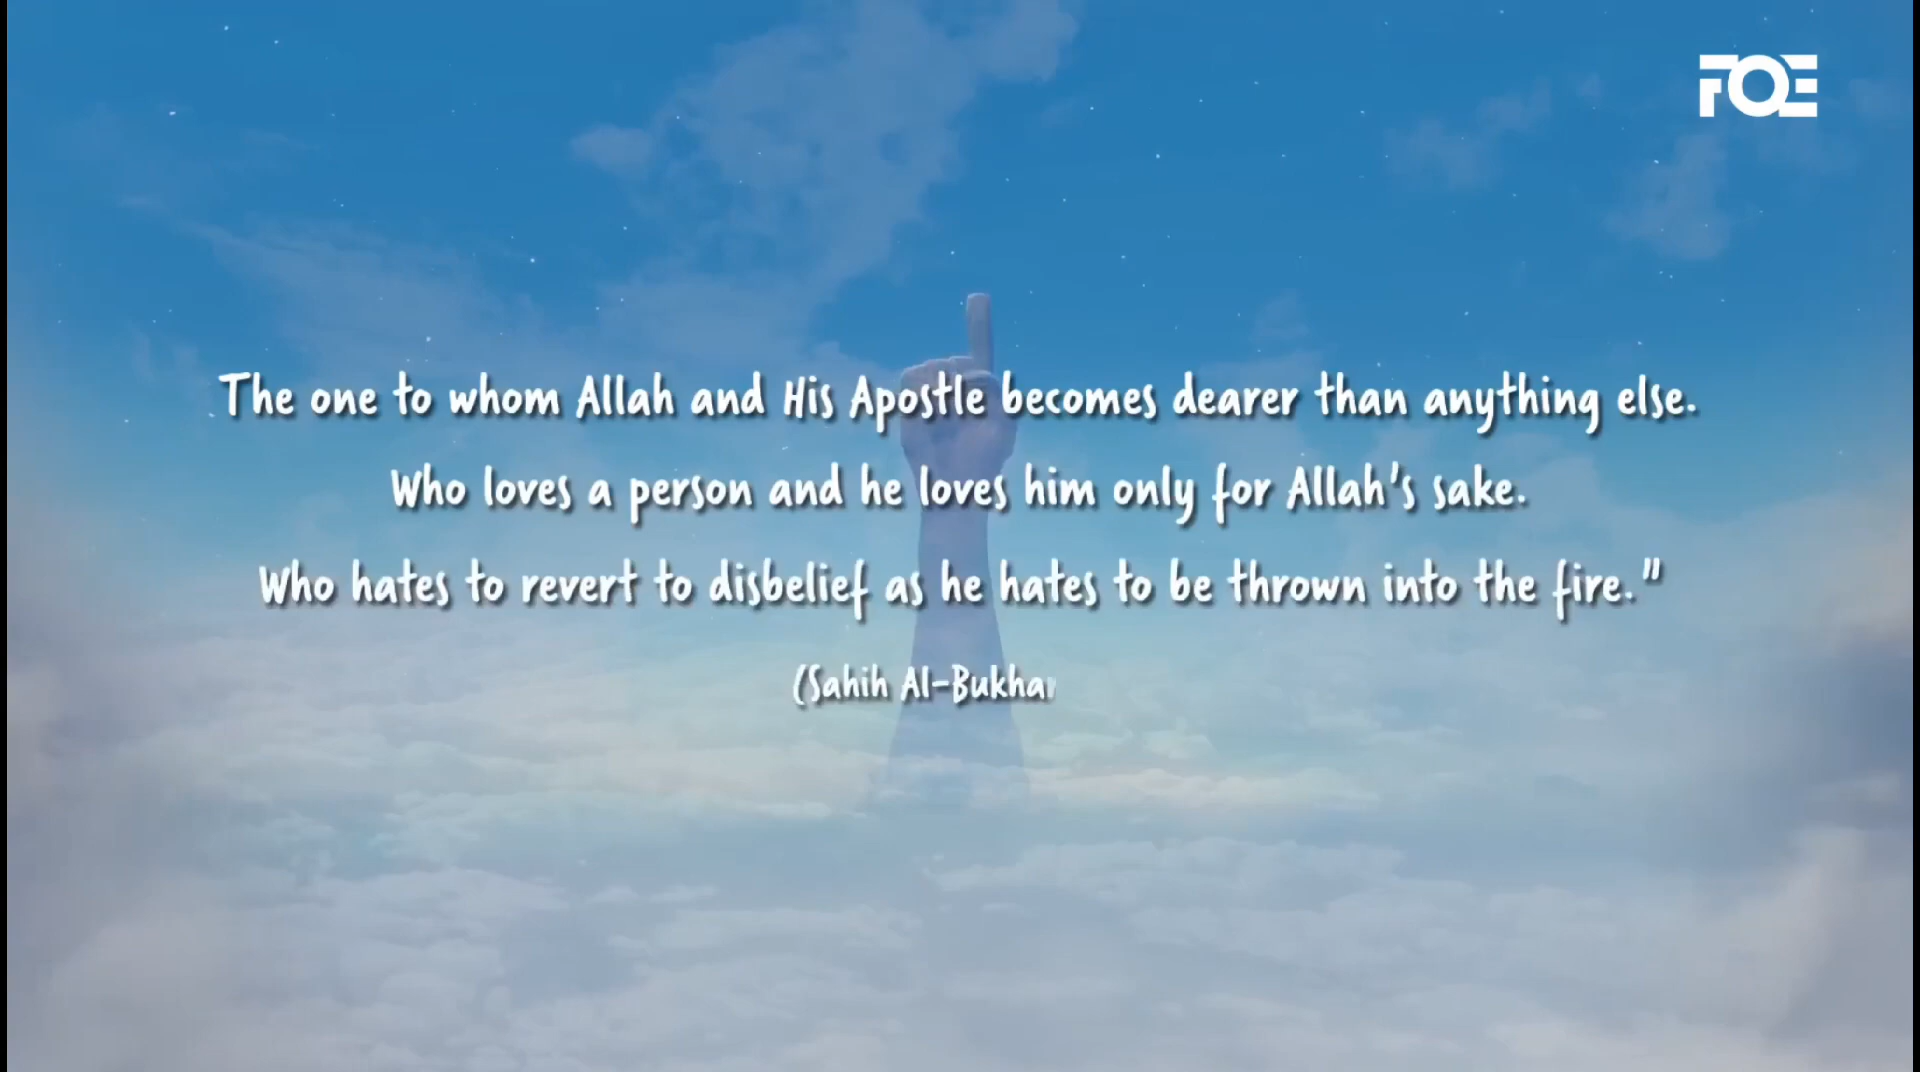 FOE
The one to whom Allah and His Apostle becomes dearer than anything else.
Who loves a person and he loves him only for Allah's sake.
Who hates to revert to disbelief as he hates to be thrown into the fire."
(Sahih Al-Bukhar